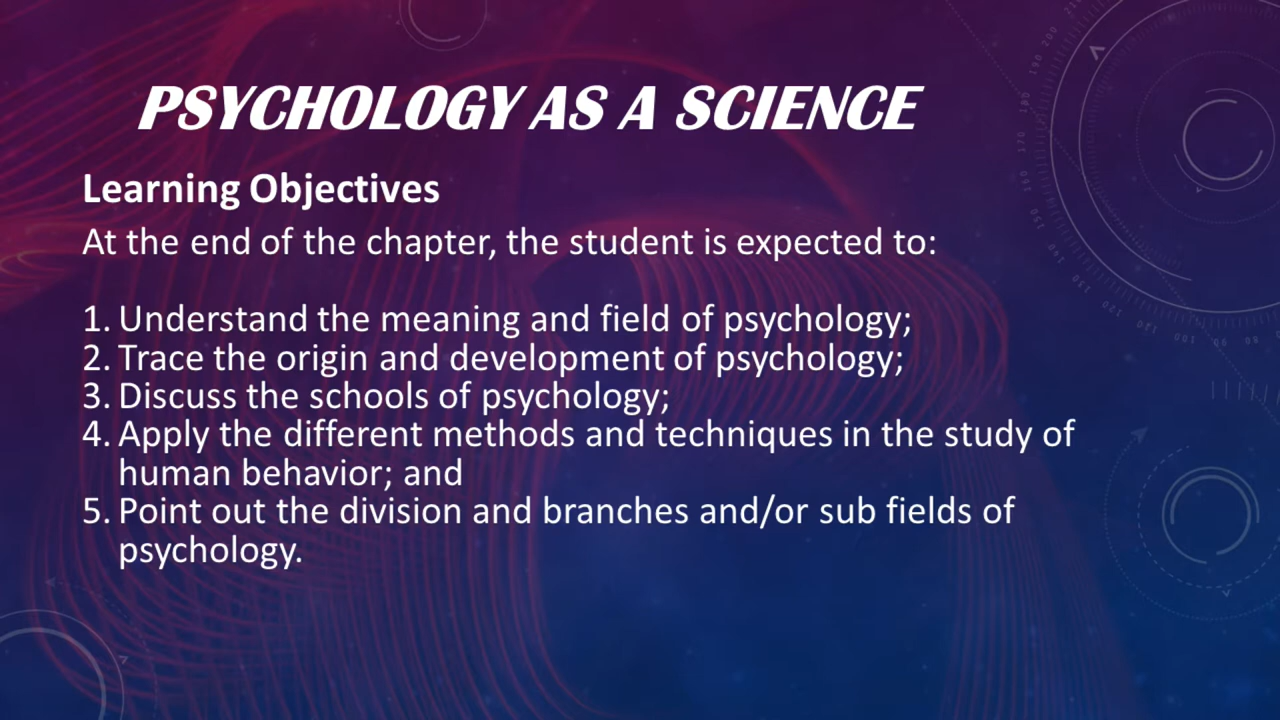 PSYCHOLOGY AS A SCIENCE
Learning Objectives
At the end of the chapter, the student is expected to:
1. Understand the meaning and field of psychology;
2. Trace the origin and development of psychology;
3. Discuss the schools of psychology;
4. Apply the different methods and techniques in the study of
human behavior; and
5. Point out the division and branches and/or sub fields of
psychology.